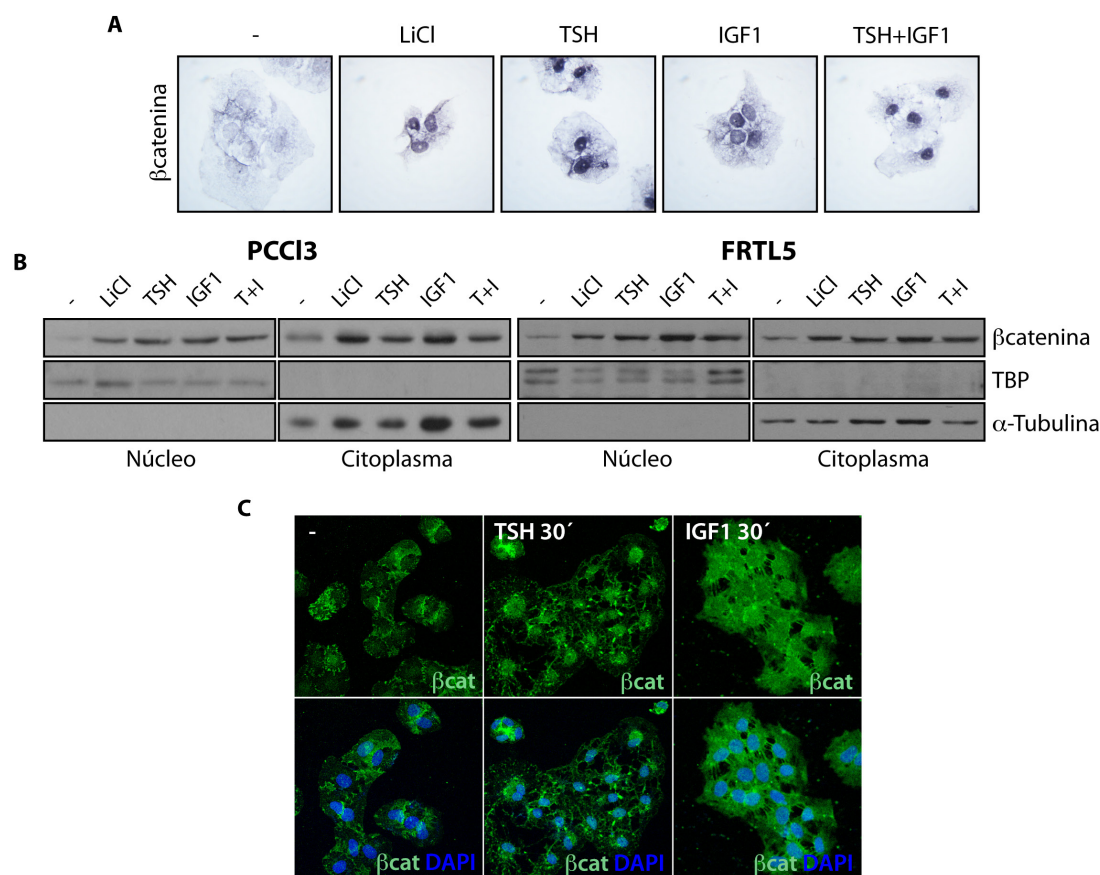 A
- LiCl TSH IGF1 TSH+IGF1
βcatenina
B
PCCl3 FRTL5
- LiCl TSH IGF1 T+I - LiCl TSH IGF1 T+I - LiCl TSH IGF1 T+I - LiCl TSH IGF1 T+I
βcatenina
TBP
α-Tubulina
Núcleo Citoplasma Núcleo Citoplasma
C
- TSH 30´ IGF1 30´
βcat βcat βcat
βcat DAPI βcat DAPI βcat DAPI